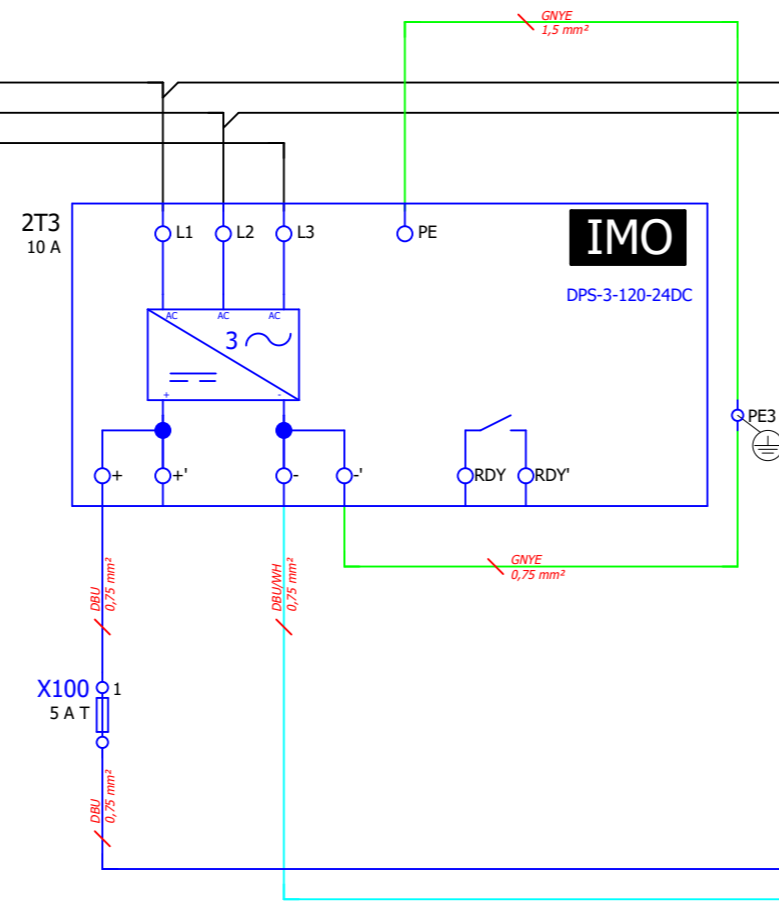 GNYE
1,5 mm²
2T3
10 A
L1
L2
L3
PE
IMO
DPS-3-120-24DC
AC
AC
AC
3
+
-
PE3
+
+'
-
-'
RDY
RDY'
GNYE
0,75 mm²
DBU
0,75 mm²
DBU/WH
0,75 mm²
X100
1
5 A T
DBU
0,75 mm²